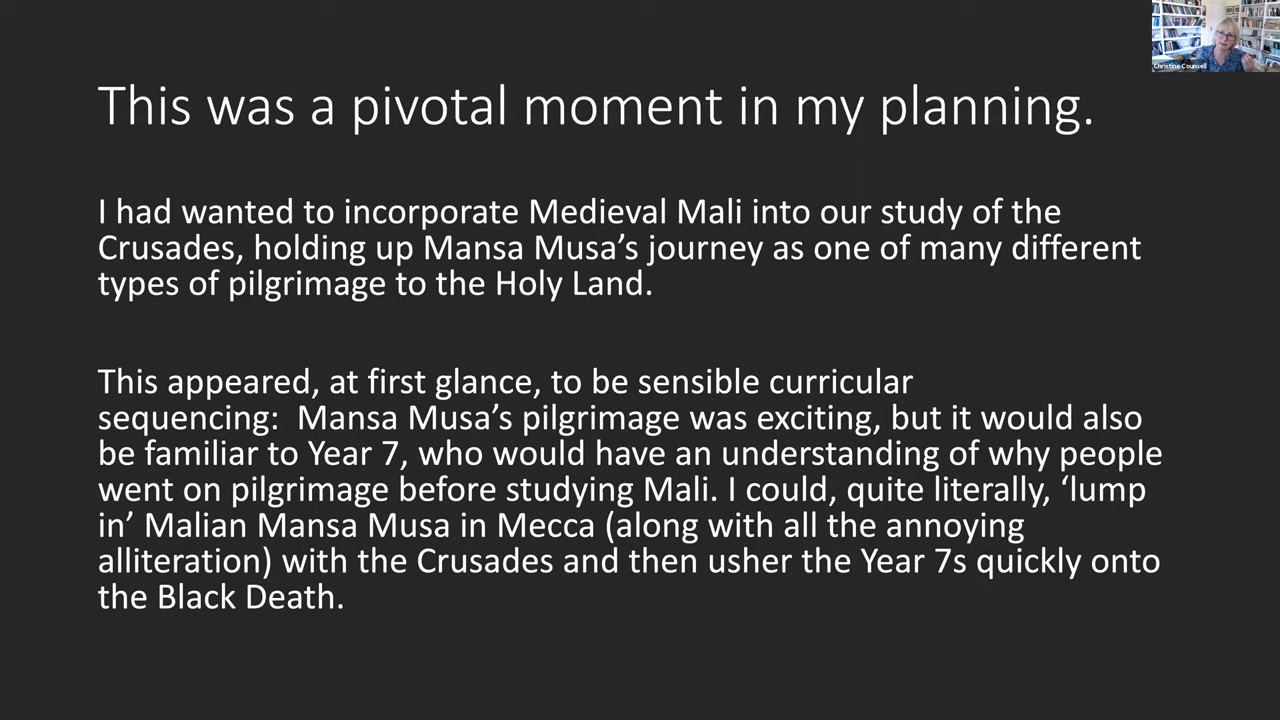 Christine Counsell
This was a pivotal moment in my planning.
I had wanted to incorporate Medieval Mali into our study of the
Crusades, holding up Mansa Musa’s journey as one of many different
types of pilgrimage to the Holy Land.
This appeared, at first glance, to be sensible curricular
sequencing:  Mansa Musa’s pilgrimage was exciting, but it would also
be familiar to Year 7, who would have an understanding of why people
went on pilgrimage before studying Mali. I could, quite literally, ‘lump
in’ Malian Mansa Musa in Mecca (along with all the annoying
alliteration) with the Crusades and then usher the Year 7s quickly onto
the Black Death.